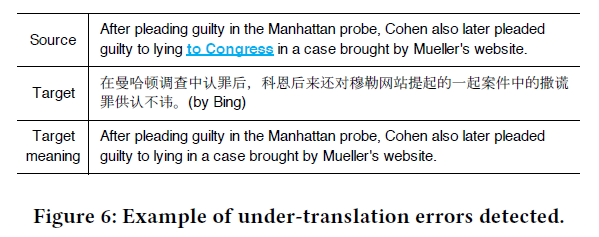 Source
After pleading guilty in the Manhattan probe, Cohen also later pleaded
guilty to lying to Congress in a case brought by Mueller's website.
Target
在曼哈顿调查中认罪后，科恩后来还对穆勒网站提起的一起案件中的撒谎
罪供认不讳。(by Bing)
Target
meaning
After pleading guilty in the Manhattan probe, Cohen also later pleaded
guilty to lying in a case brought by Mueller's website.
Figure 6: Example of under-translation errors detected.